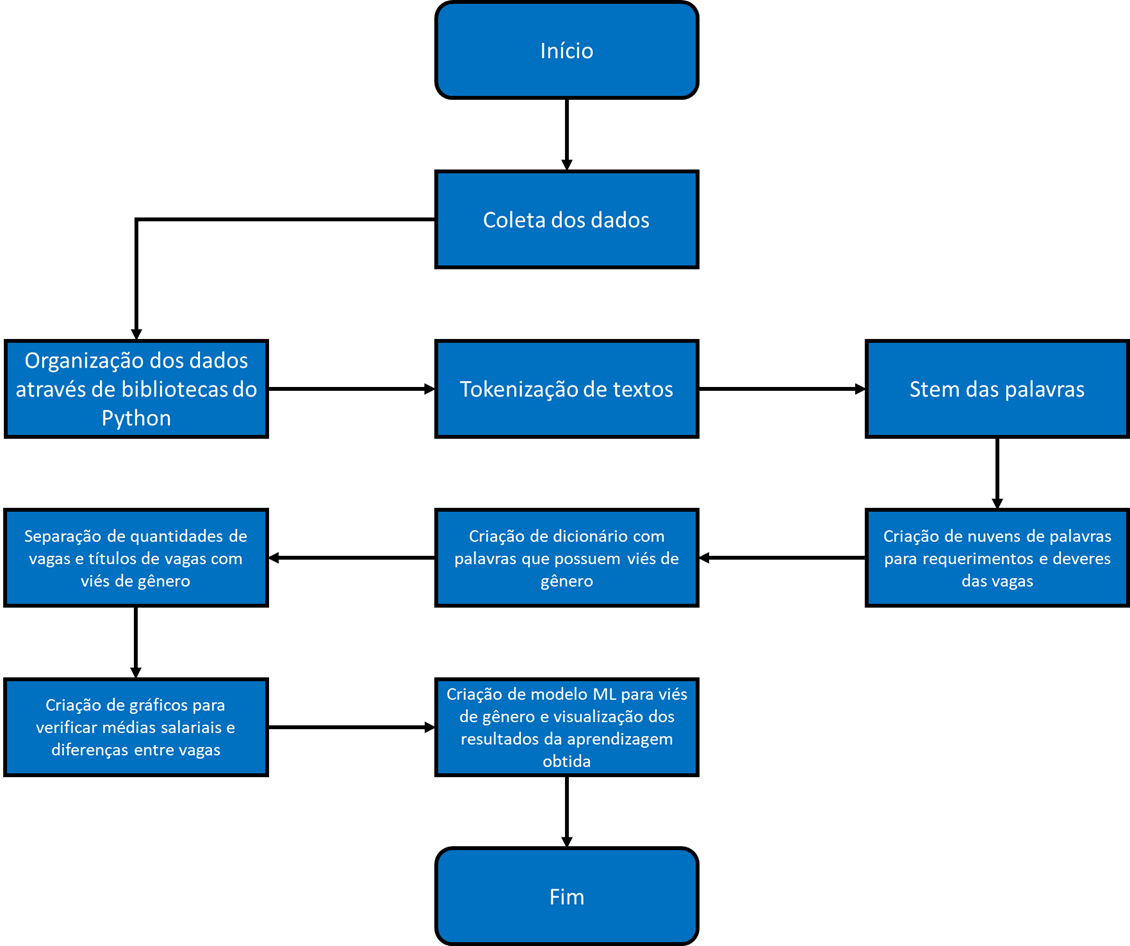 Início
Coleta dos dados
Organização dos dados
através de bibliotecas do
Python
Tokenização de textos
Stem das palavras
Criação de nuvens de palavras
para requerimentos e deveres
das vagas
Criação de dicionário com
palavras que possuem viés de
gênero
Separação de quantidades de
vagas e títulos de vagas com
viés de gênero
Criação de gráficos para
verificar médias salariais e
diferenças entre vagas
Criação de modelo ML para viés
de gênero e visualização dos
resultados da aprendizagem
obtida
Fim